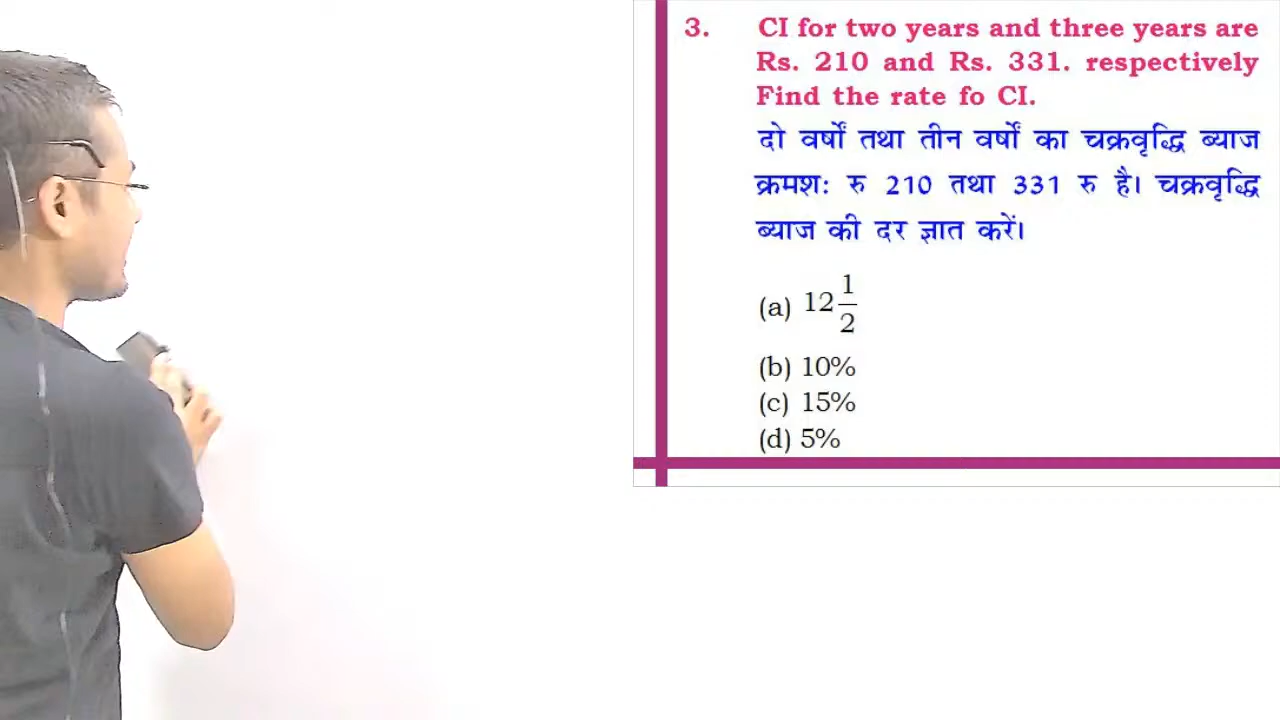 3. CI for two years and three years are
Rs. 210 and Rs. 331. respectively
Find the rate fo CI.
दो वर्षों तथा तीन वर्षों का चक्रवृद्धि ब्याज
क्रमशः रु 210 तथा 331 रु है। चक्रवृद्धि
ब्याज की दर ज्ञात करें।
(a) 12 1/2
(b) 10%
(c) 15%
(d) 5%